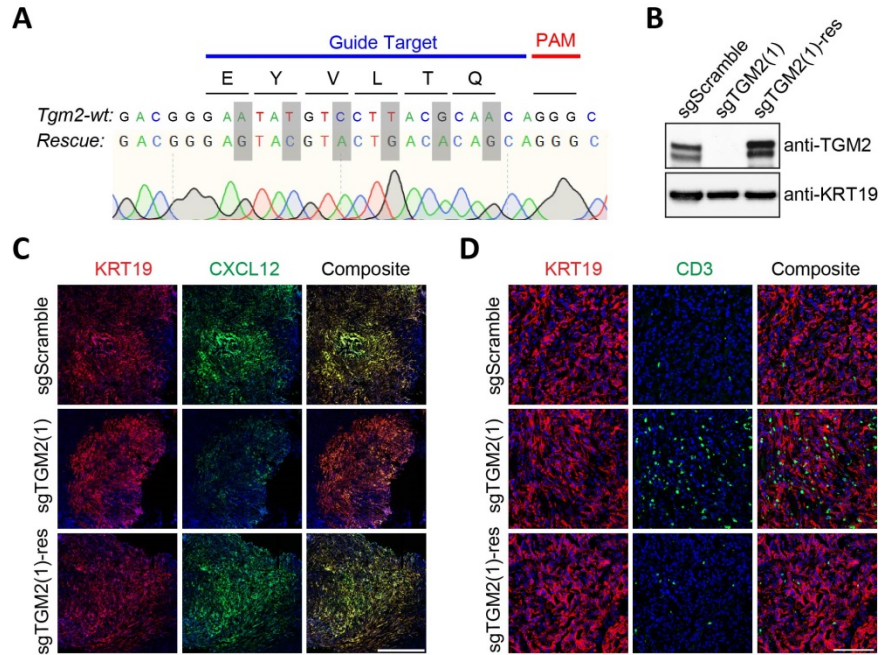 A
Guide Target PAM
E Y V L T Q
Tgm2-wt: G A C G G G A A T A T G T C C T T A C G C A A C A G G G C
Rescue: G A C G G G A G T A C G T A C T G A C A C A G C A G G G C
B
sgScramble
sgTGM2(1)
sgTGM2(1)-res
anti-TGM2
anti-KRT19
C
KRT19 CXCL12 Composite
sgScramble
sgTGM2(1)
sgTGM2(1)-res
D
KRT19 CD3 Composite
sgScramble
sgTGM2(1)
sgTGM2(1)-res